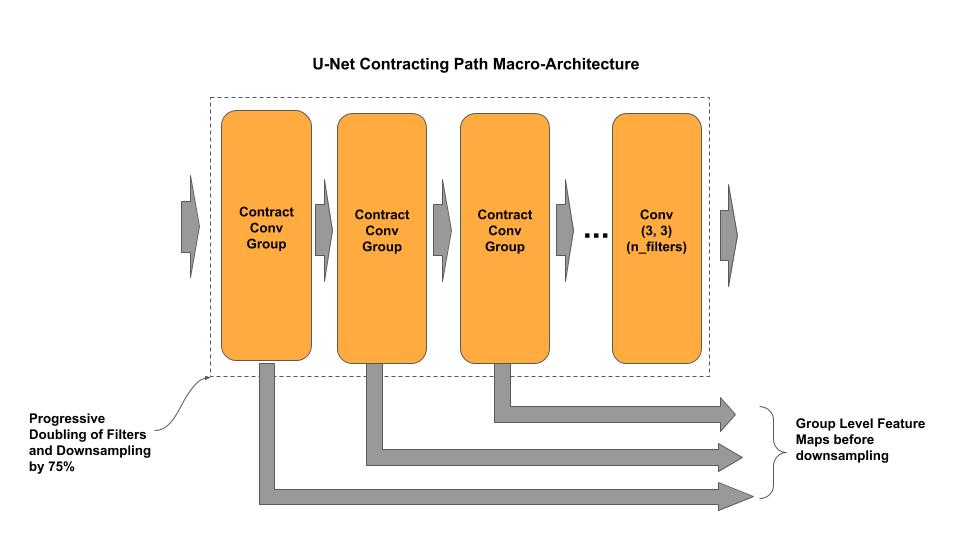 U-Net Contracting Path Macro-Architecture
Contract
Conv
Group
Contract
Conv
Group
Contract
Conv
Group
...
Conv
(3, 3)
(n_filters)
Progressive
Doubling of Filters
and Downsampling
by 75%
Group Level Feature
Maps before
downsampling